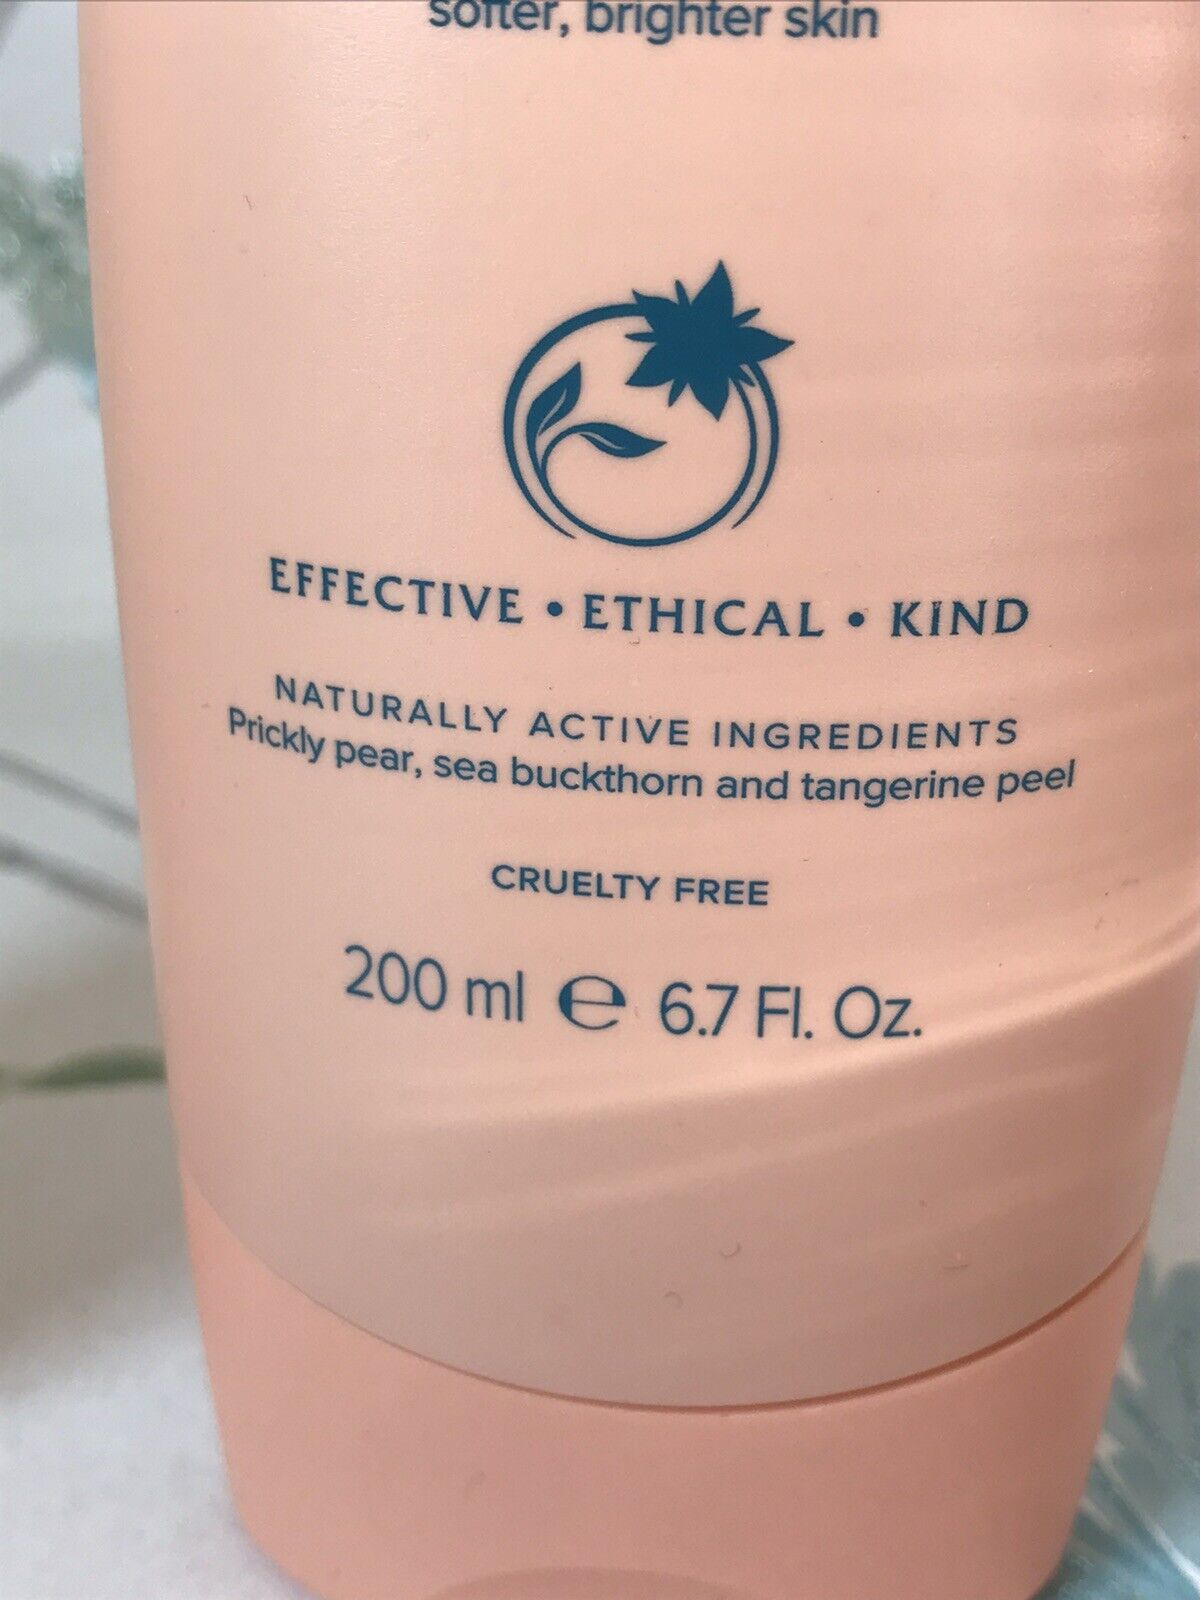 softer, brighter skin
EFFECTIVE • ETHICAL • KIND
NATURALLY ACTIVE INGREDIENTS
Prickly pear, sea buckthorn and tangerine peel
CRUELTY FREE
200 ml ℮ 6.7 Fl. Oz.